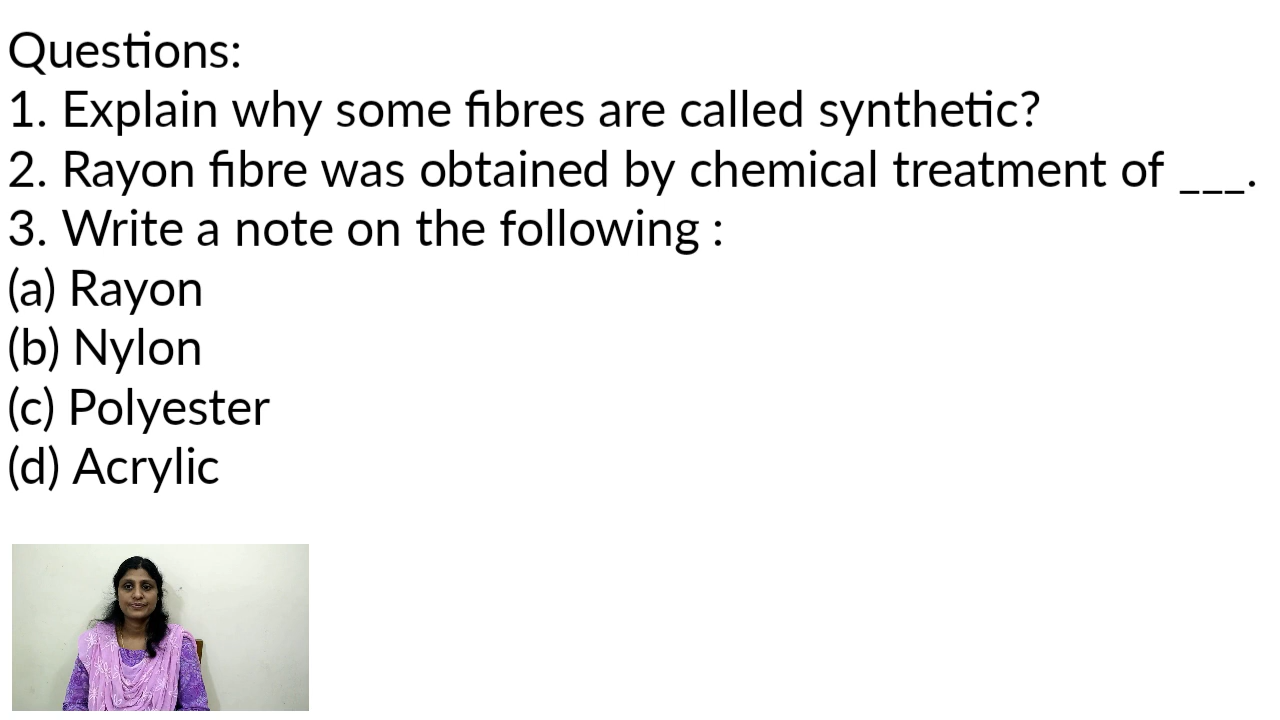 Questions:
1. Explain why some fibres are called synthetic?
2. Rayon fibre was obtained by chemical treatment of ___.
3. Write a note on the following :
(a) Rayon
(b) Nylon
(c) Polyester
(d) Acrylic